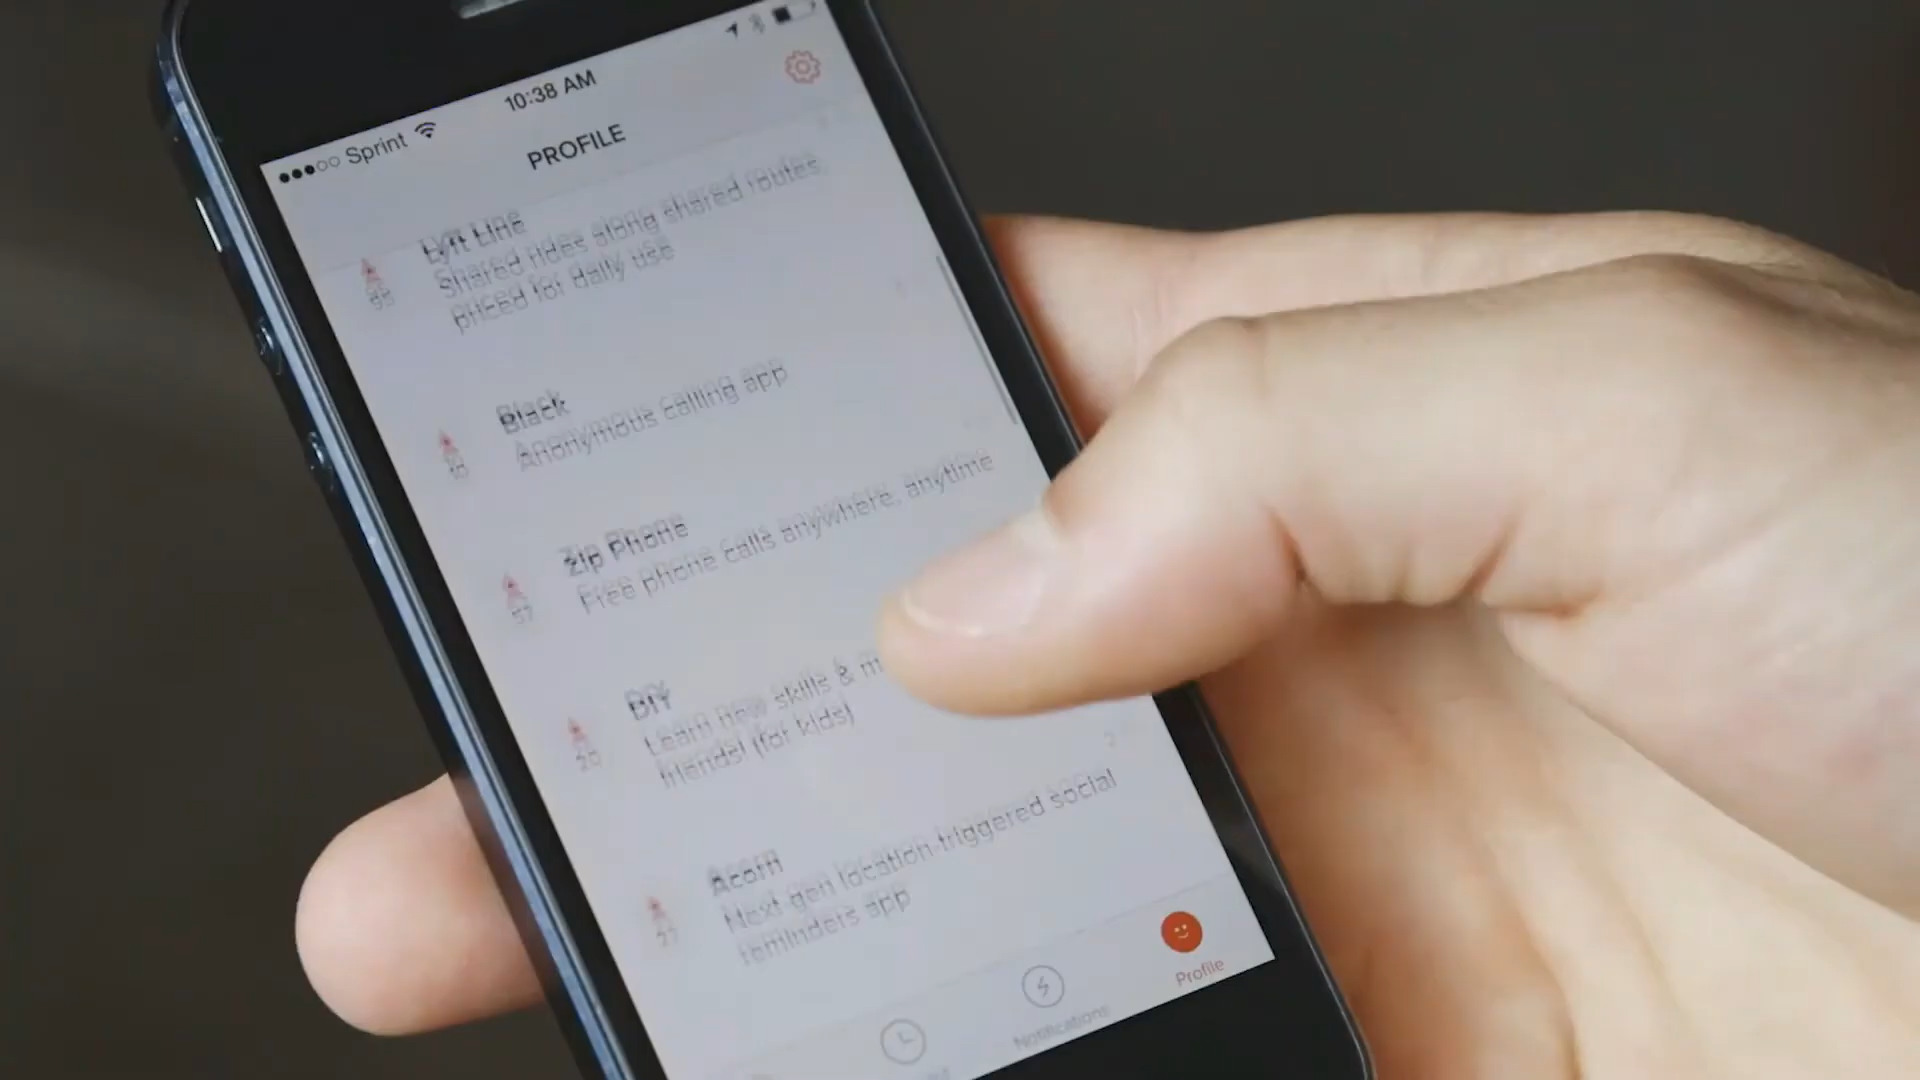 Sprint
10:38 AM
PROFILE
Lyft Line
Shared rides along shared routes,
priced for daily use
Black
Anonymous calling app
Zip Phone
Free phone calls anywhere, anytime
57
DIY
Learn new skills & m
friends! (for kids)
20
Acorn
Next-gen location-triggered social
reminders app
Notifications
Profile